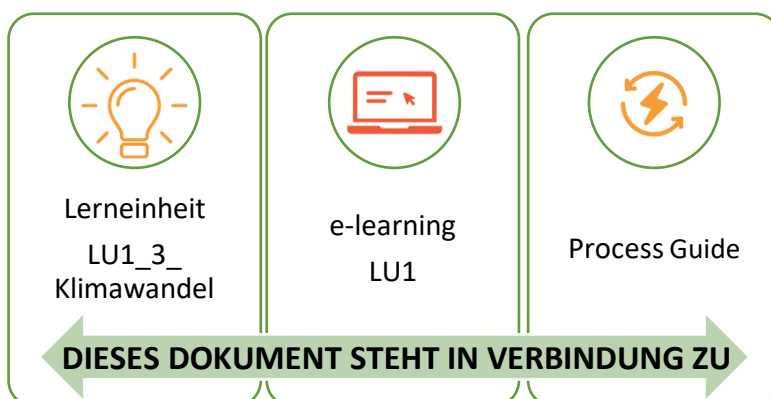 Lerneinheit
LU1_3_
Klimawandel
e-learning
LU1
Process Guide
DIESES DOKUMENT STEHT IN VERBINDUNG ZU